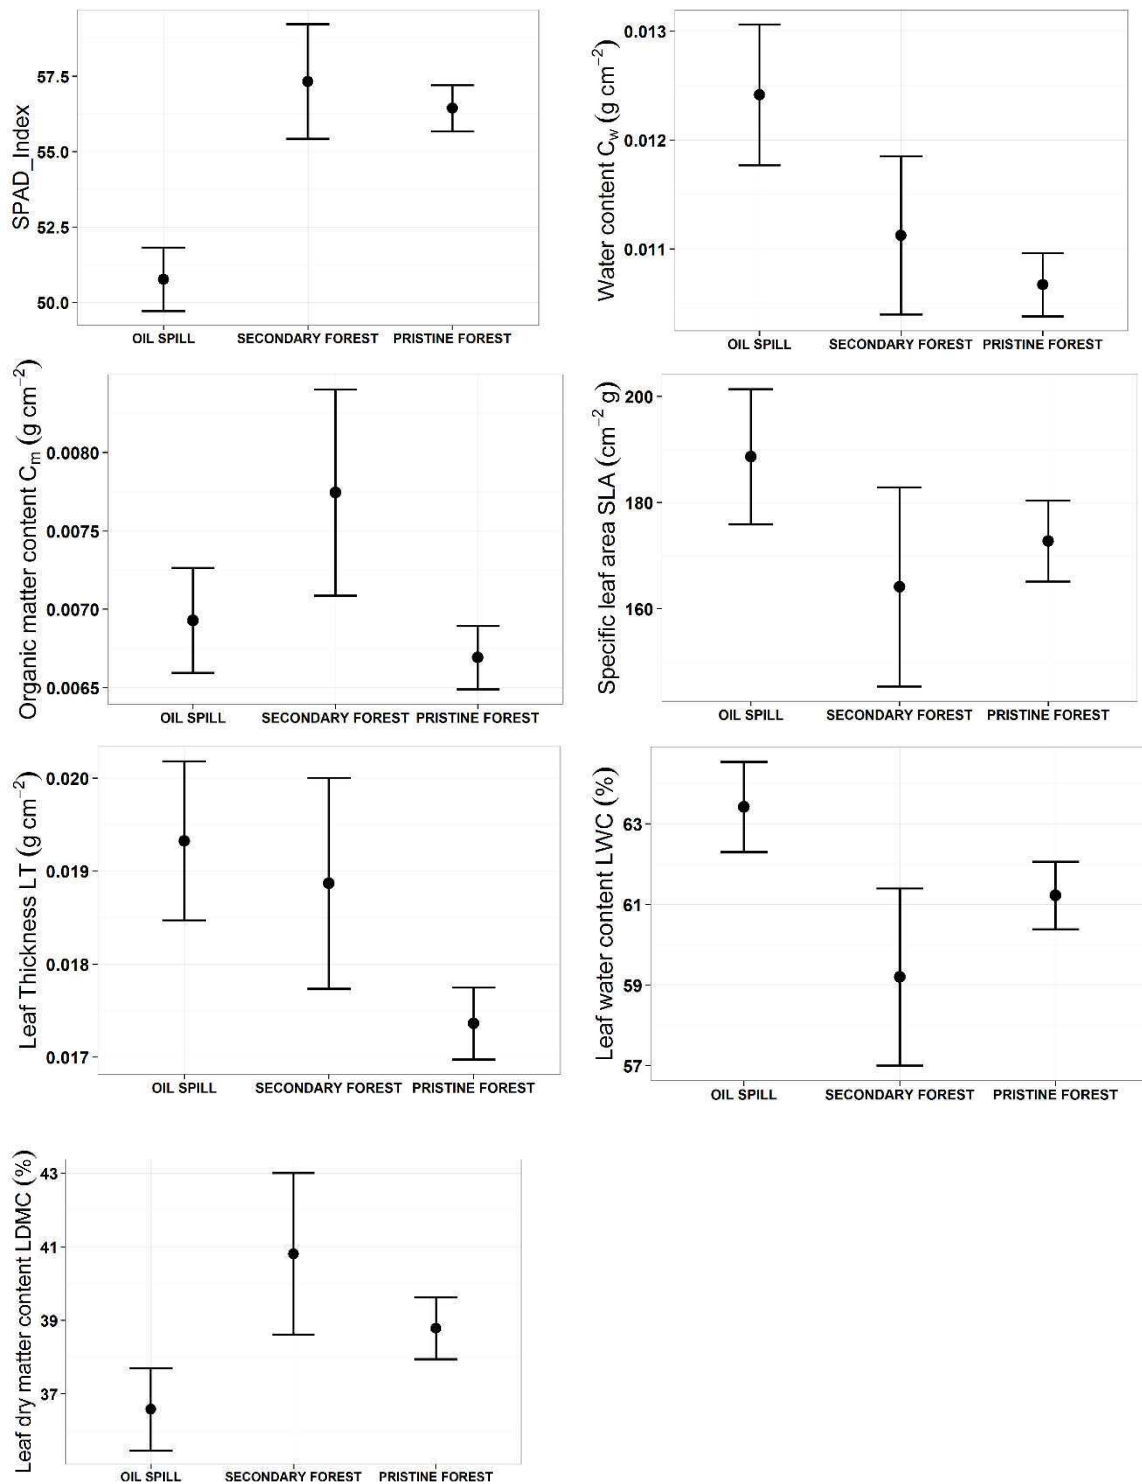 SPAD_Index
57.5
55.0
52.5
50.0
OIL SPILL SECONDARY FOREST PRISTINE FOREST
Water content Cw (g cm−2)
0.013
0.012
0.011
OIL SPILL SECONDARY FOREST PRISTINE FOREST
Organic matter content Cm (g cm−2)
0.0080
0.0075
0.0070
0.0065
OIL SPILL SECONDARY FOREST PRISTINE FOREST
Specific leaf area SLA (cm−2 g)
200
180
160
OIL SPILL SECONDARY FOREST PRISTINE FOREST
Leaf Thickness LT (g cm−2)
0.020
0.019
0.018
0.017
OIL SPILL SECONDARY FOREST PRISTINE FOREST
Leaf water content LWC (%)
63
61
59
57
OIL SPILL SECONDARY FOREST PRISTINE FOREST
Leaf dry matter content LDMC (%)
43
41
39
37
OIL SPILL SECONDARY FOREST PRISTINE FOREST